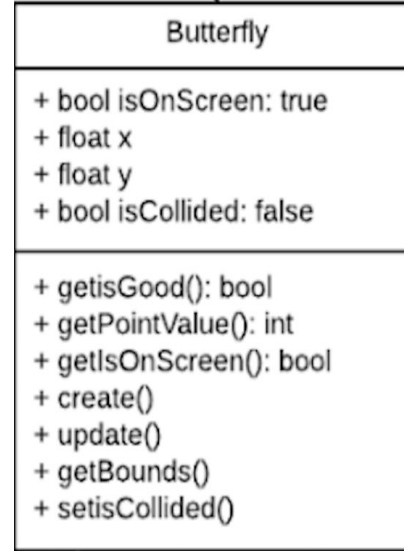 Butterfly
+ bool isOnScreen: true
+ float x
+ float y
+ bool isCollided: false
+ getisGood(): bool
+ getPointValue(): int
+ getIsOnScreen(): bool
+ create()
+ update()
+ getBounds()
+ setisCollided()